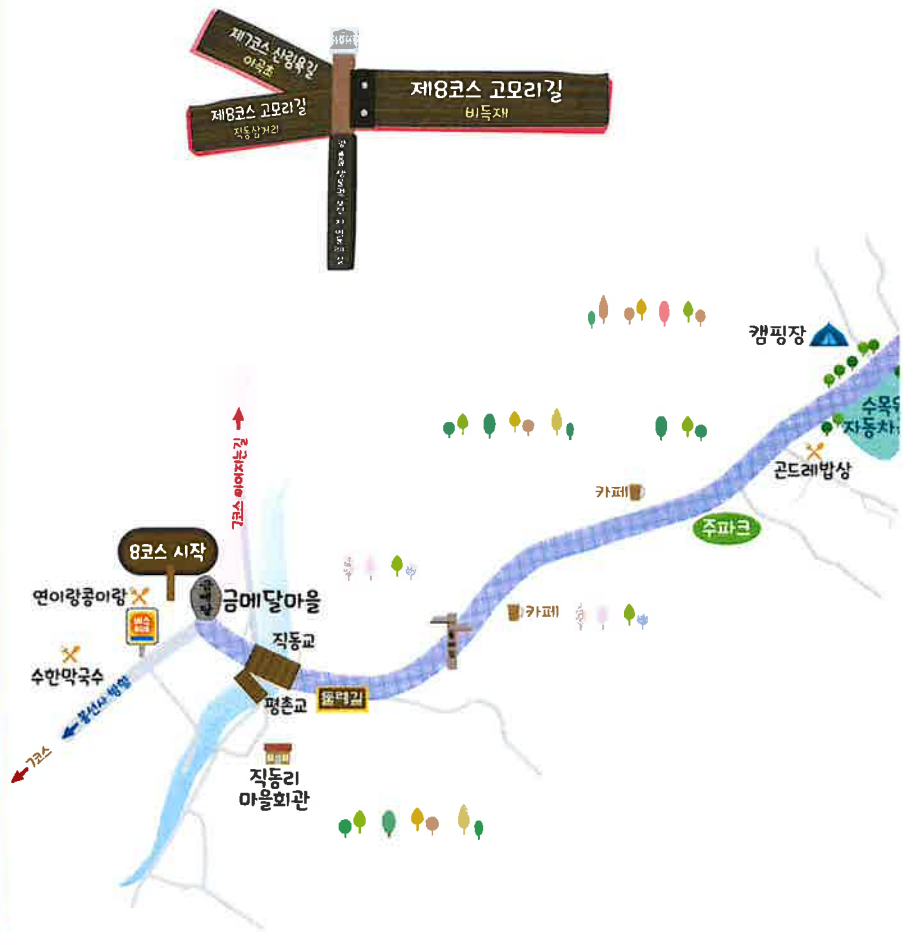 제7코스 산림욕길
이곡초
제8코스 고모리길
직동삼거리
제8코스 고모리길
비득재
캠핑장
수목원
자동차
곤드레밥상
카페
주파크
7코스 이어지는길
8코스 시작
연이랑콩이랑
금메달마을
버스
카페
직동교
수한막국수
둘레길
평촌교
봉선사 방향
7코스
직동리
마을회관